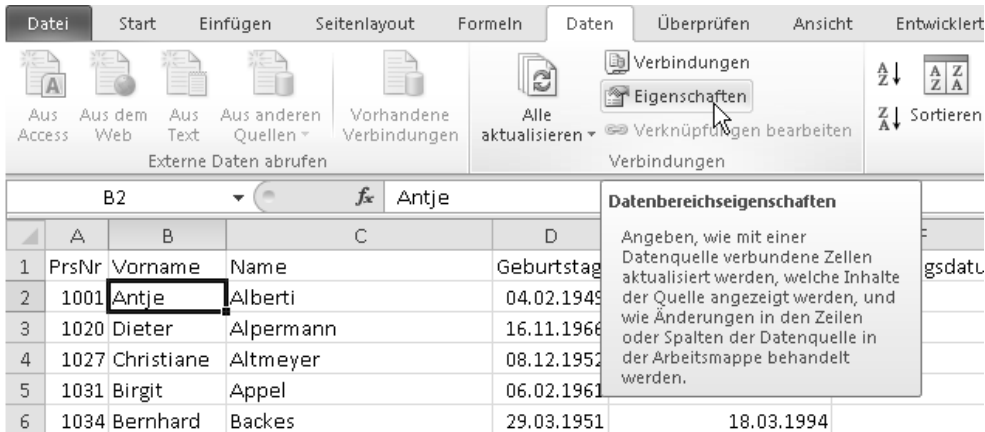 Datei Start Einfügen Seitenlayout Formeln Daten Überprüfen Ansicht Entwicklert
Aus Access
Aus dem Web
Aus Text
Aus anderen Quellen
Vorhandene Verbindungen
Externe Daten abrufen
Alle aktualisieren
Verbindungen
Eigenschaften
Verknüpfungen bearbeiten
Verbindungen
A Z
Z A
A Z
Z A
Sortieren
B2 fx Antje
Datenbereichseigenschaften
Angeben, wie mit einer
Datenquelle verbundene Zellen
aktualisiert werden, welche Inhalte
der Quelle angezeigt werden, und
wie Änderungen in den Zeilen
oder Spalten der Datenquelle in
der Arbeitsmappe behandelt
werden.
A B C D F
1 PrsNr Vorname Name Geburtstag gsdatu
2 1001 Antje Alberti 04.02.1949
3 1020 Dieter Alpermann 16.11.1966
4 1027 Christiane Altmeyer 08.12.1952
5 1031 Birgit Appel 06.02.1961
6 1034 Bernhard Backes 29.03.1951 18.03.1994